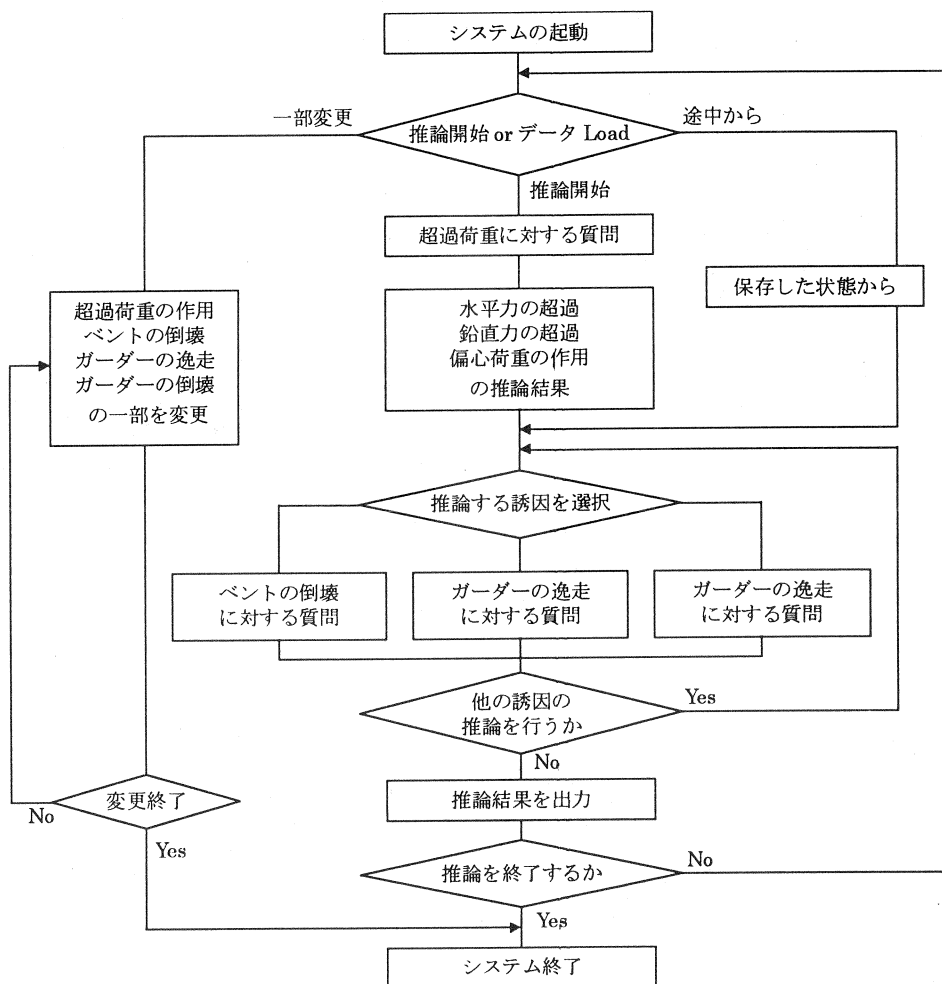 システムの起動
一部変更
推論開始 or データ Load
途中から
推論開始
超過荷重に対する質問
保存した状態から
超過荷重の作用
ベントの倒壊
ガーダーの逸走
ガーダーの倒壊
の一部を変更
水平力の超過
鉛直力の超過
偏心荷重の作用
の推論結果
推論する誘因を選択
ベントの倒壊
に対する質問
ガーダーの逸走
に対する質問
ガーダーの逸走
に対する質問
他の誘因の
推論を行うか
Yes
No
変更終了
No
Yes
推論結果を出力
推論を終了するか
No
Yes
システム終了